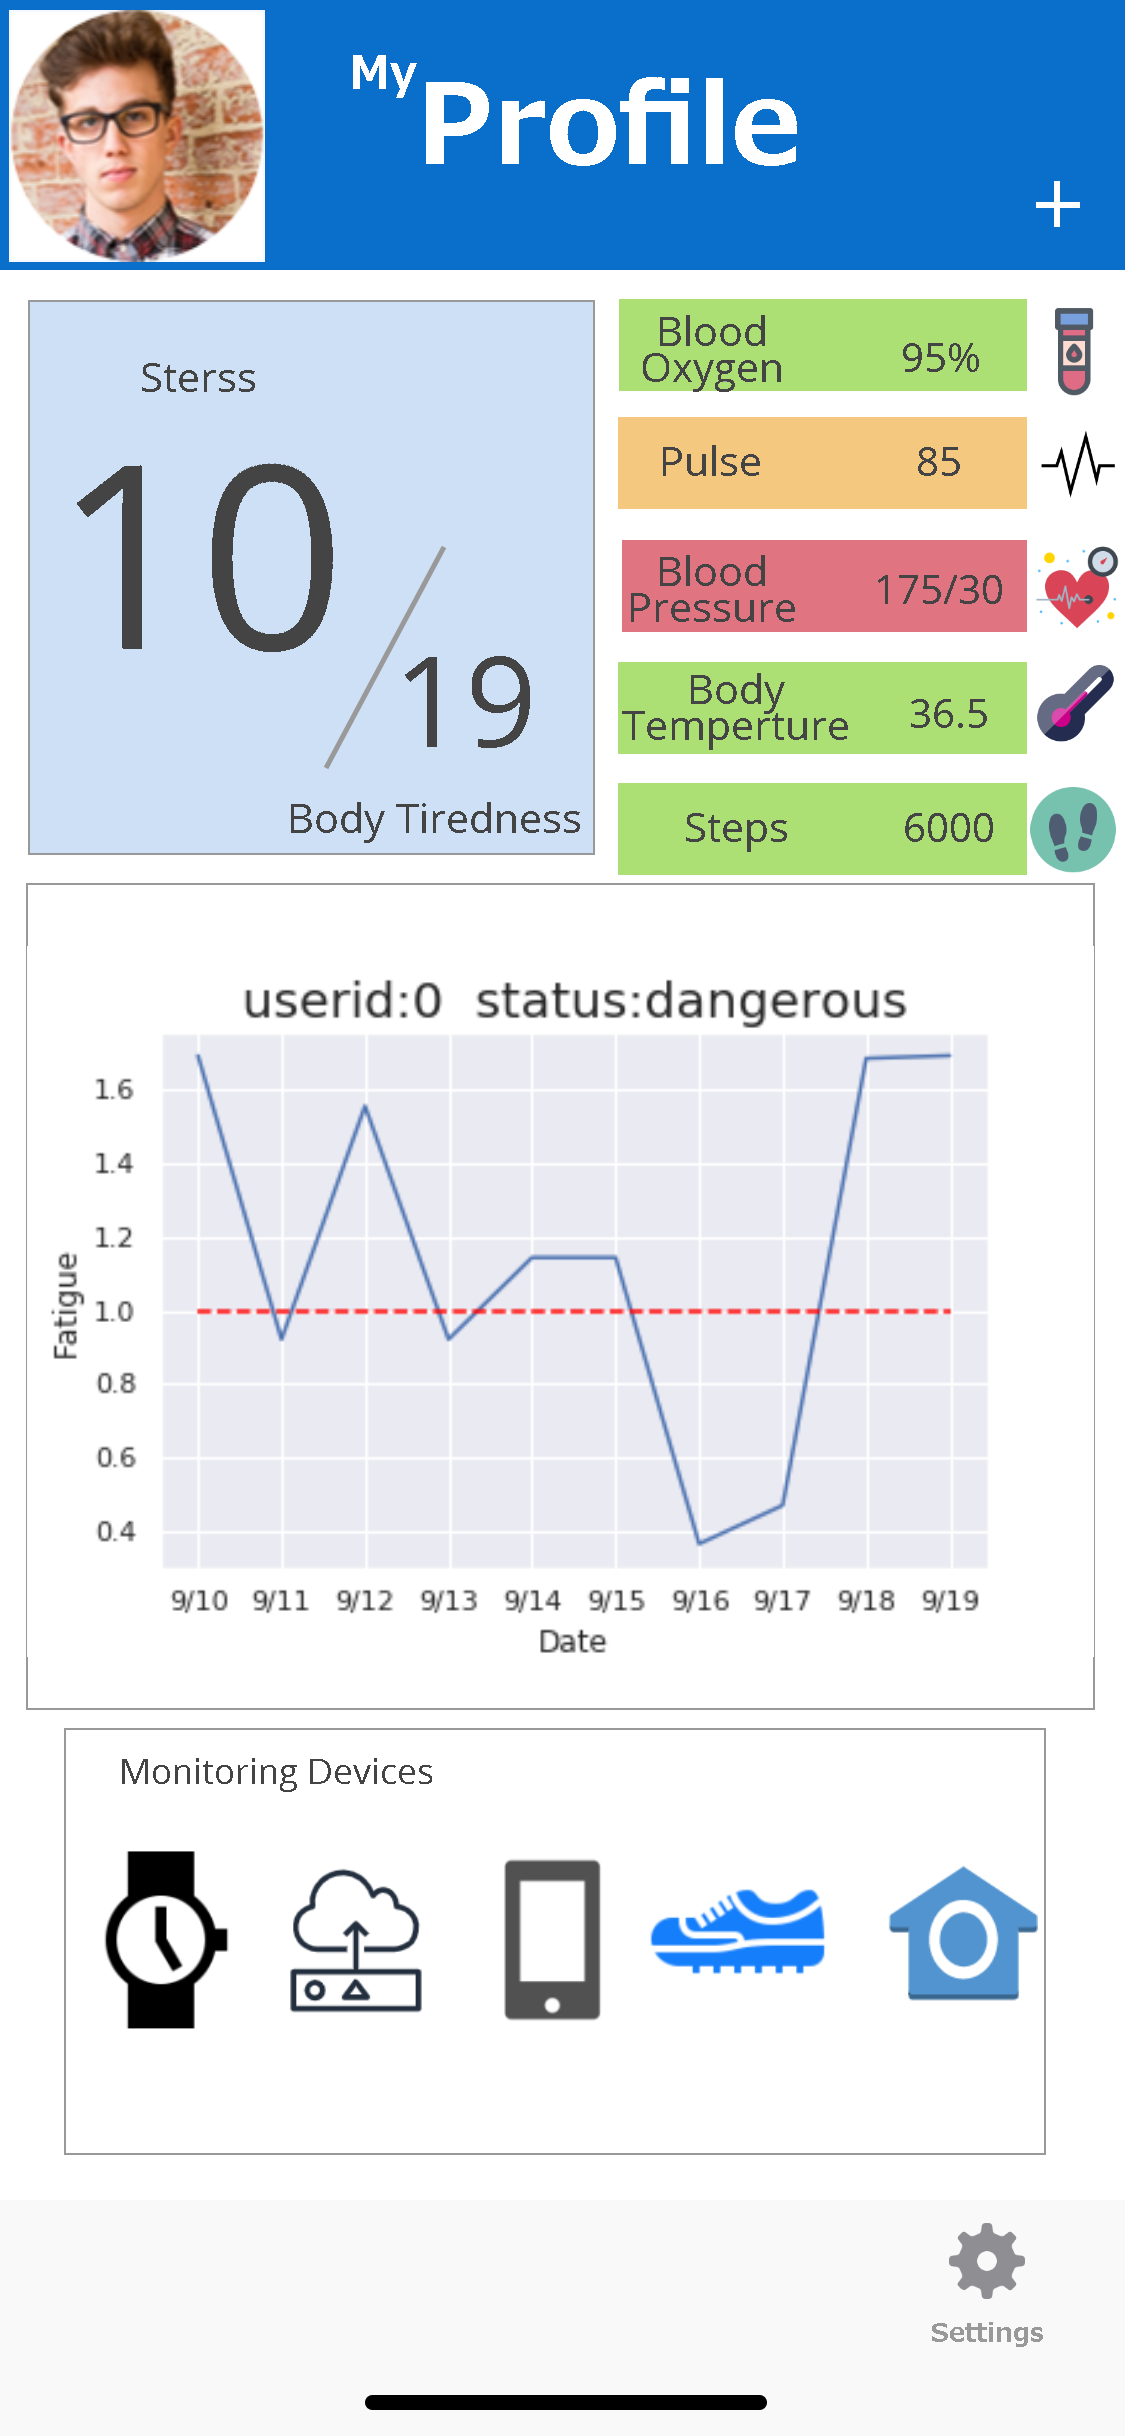 My
Profile
+
Sterss
10
/
19
Body Tiredness
Blood
Oxygen
95%
Pulse
85
Blood
Pressure
175/30
Body
Temperture
36.5
Steps
6000
userid:0 status:dangerous
1.6
1.4
1.2
1.0
0.8
0.6
0.4
Fatigue
9/10 9/11 9/12 9/13 9/14 9/15 9/16 9/17 9/18 9/19
Date
Monitoring Devices
Settings